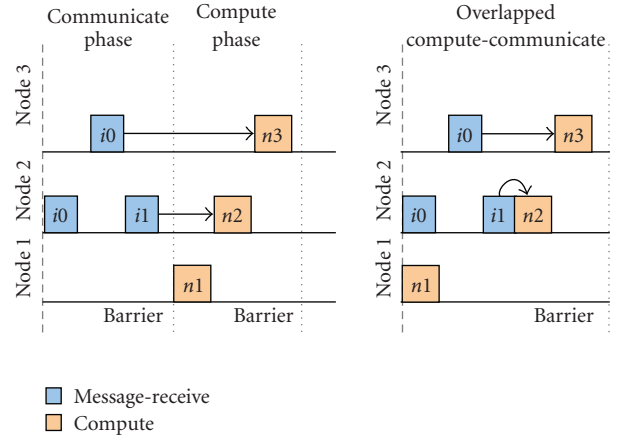 Communicate
phase
Compute
phase
Overlapped
compute-communicate
Node 3
i0
n3
i0
n3
Node 2
i0
i1
n2
Node 2
i0
i1
n2
Node 1
n1
Node 1
n1
Node 3
Barrier
Barrier
Barrier
Message-receive
Compute